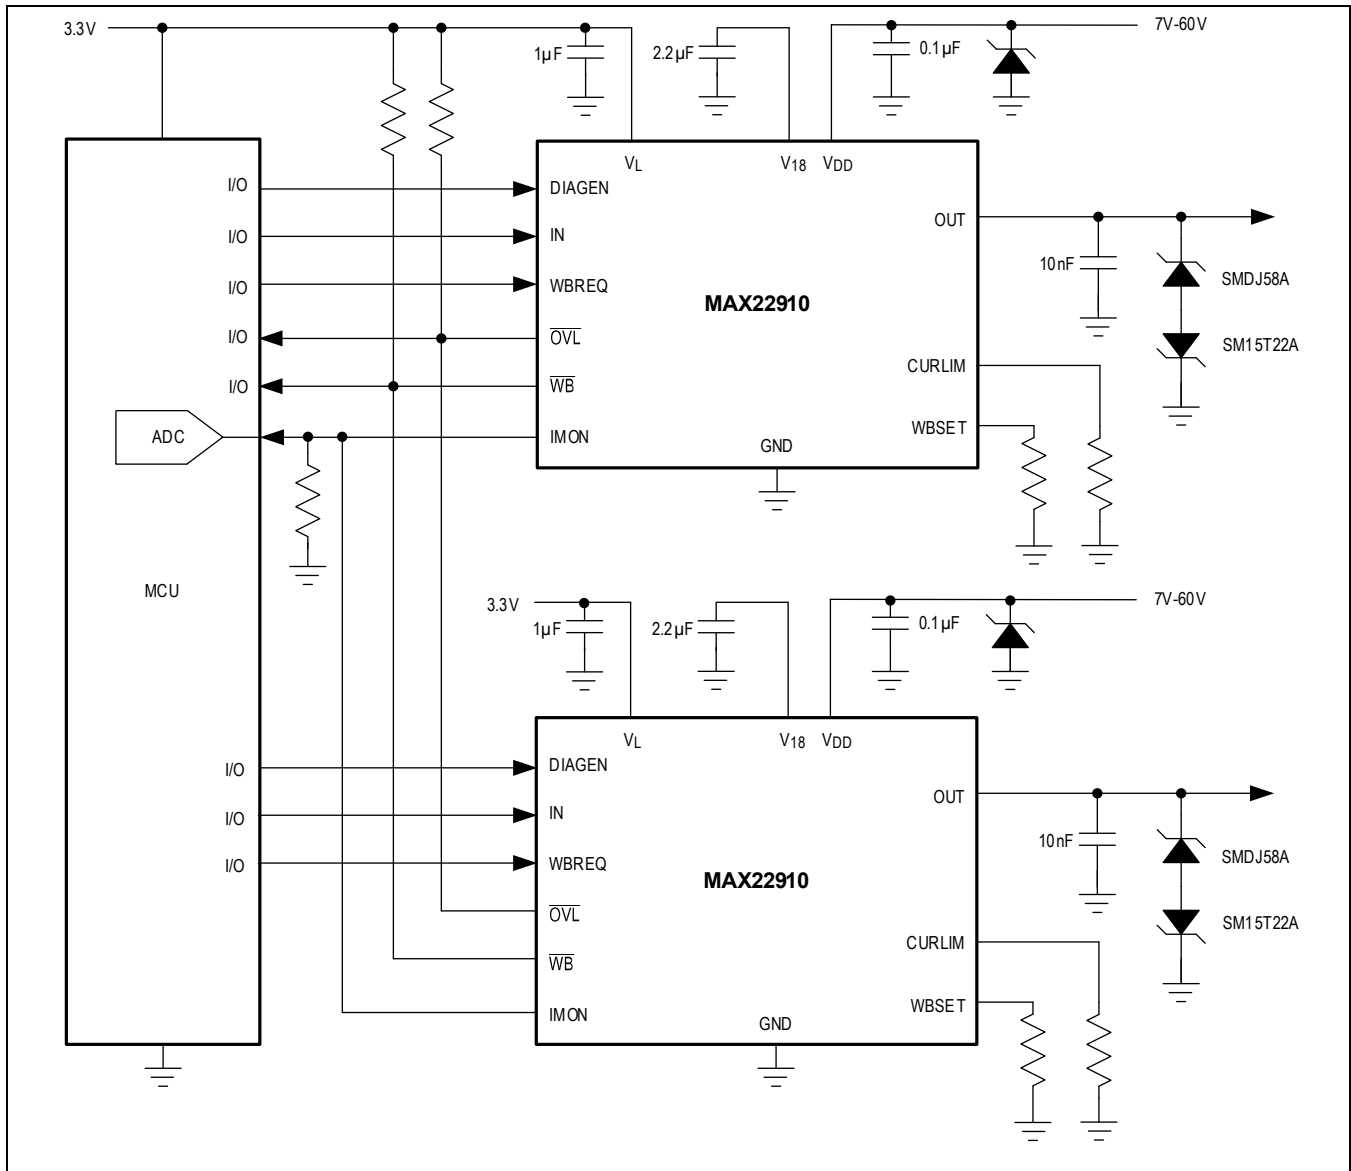 3.3V
1µF
2.2µF
0.1µF
7V-60V
VL
V18
VDD
I/O
DIAGEN
I/O
IN
I/O
WBREQ
I/O
OVL
I/O
WB
ADC
IMON
MAX22910
OUT
10nF
SMDJ58A
SM15T22A
CURLIM
WBSET
GND
MCU
3.3V
1µF
2.2µF
0.1µF
7V-60V
VL
V18
VDD
I/O
DIAGEN
I/O
IN
I/O
WBREQ
OVL
WB
IMON
MAX22910
OUT
10nF
SMDJ58A
SM15T22A
CURLIM
WBSET
GND